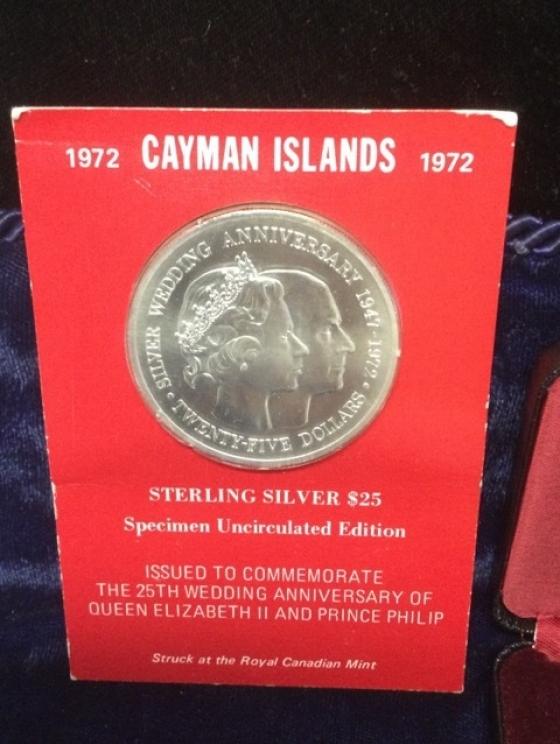 1972 CAYMAN ISLANDS 1972
SILVER WEDDING ANNIVERSARY 1947-1972
• TWENTY-FIVE DOLLARS •
STERLING SILVER $25
Specimen Uncirculated Edition
ISSUED TO COMMEMORATE
THE 25TH WEDDING ANNIVERSARY OF
QUEEN ELIZABETH II AND PRINCE PHILIP
Struck at the Royal Canadian Mint